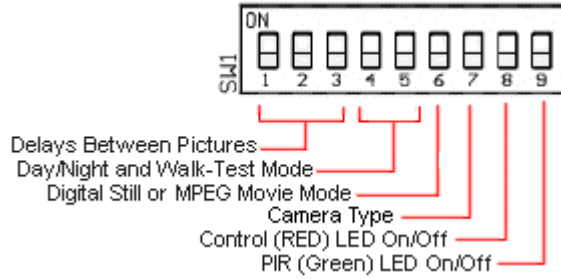 ON
SW1
1 2 3 4 5 6 7 8 9
Delays Between Pictures
Day/Night and Walk-Test Mode
Digital Still or MPEG Movie Mode
Camera Type
Control (RED) LED On/Off
PIR (Green) LED On/Off